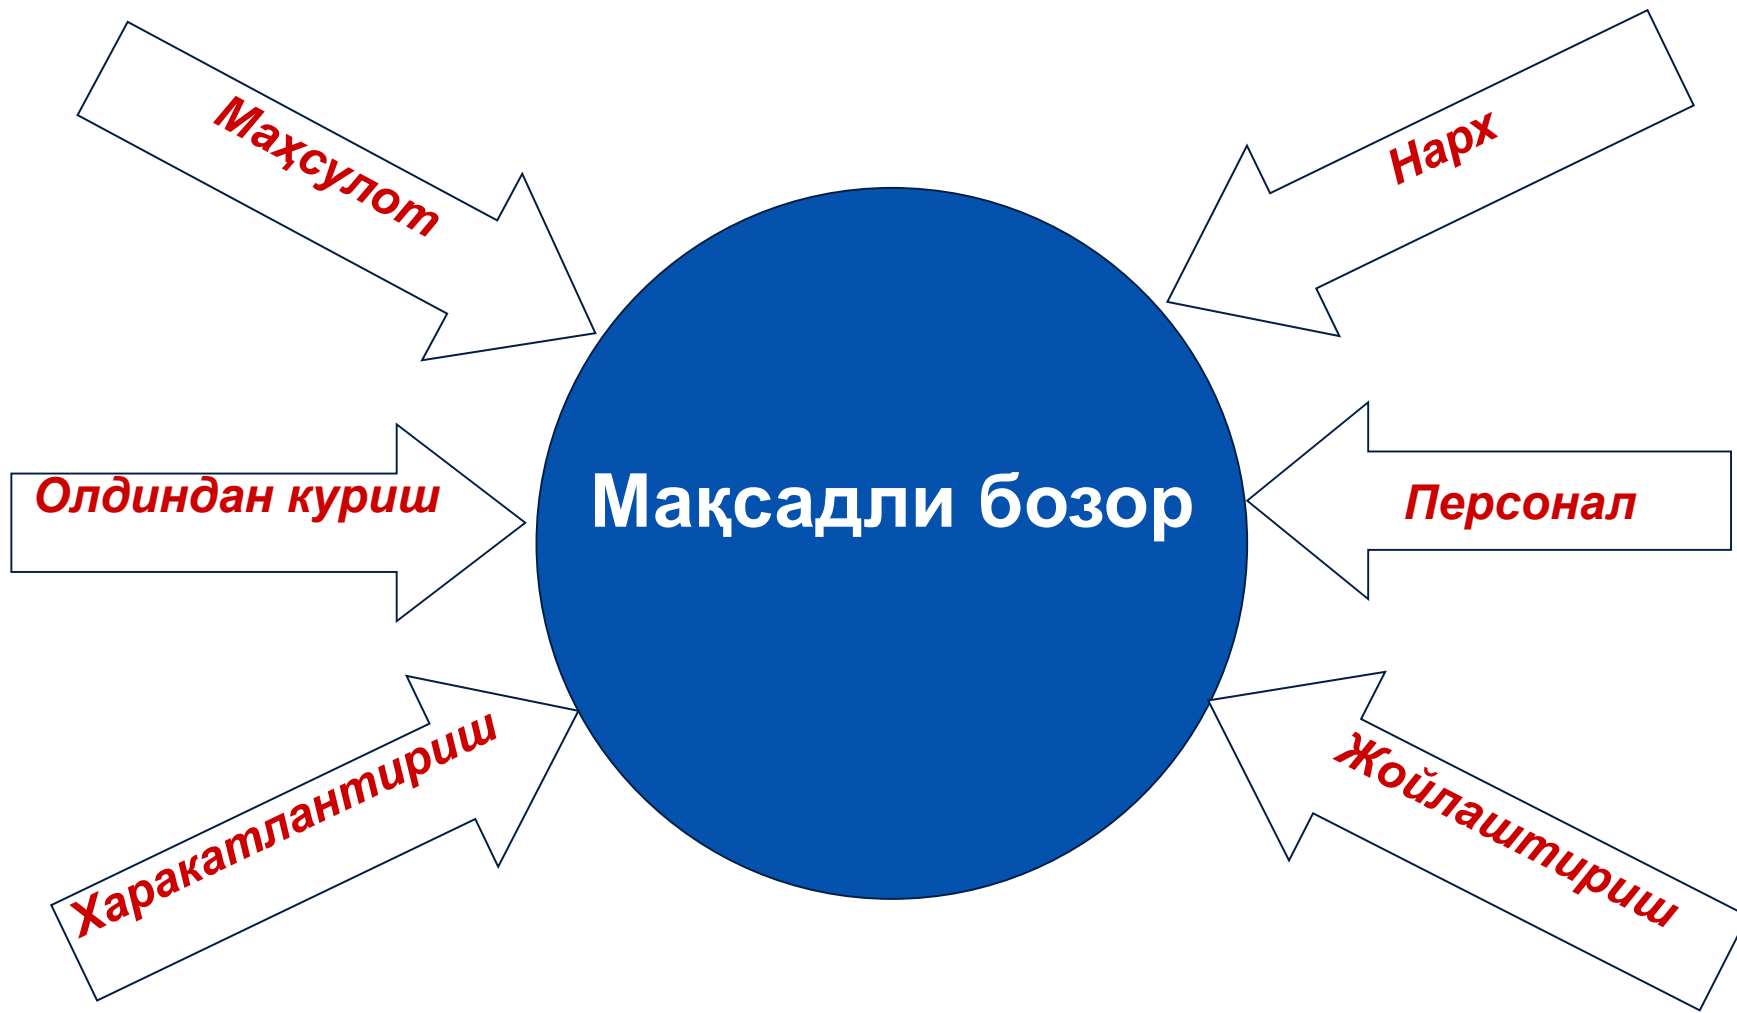 Маҳсулот
Нарх
Олдиндан куриш
Мақсадли бозор
Персонал
Харакатлантириш
Жойлаштириш